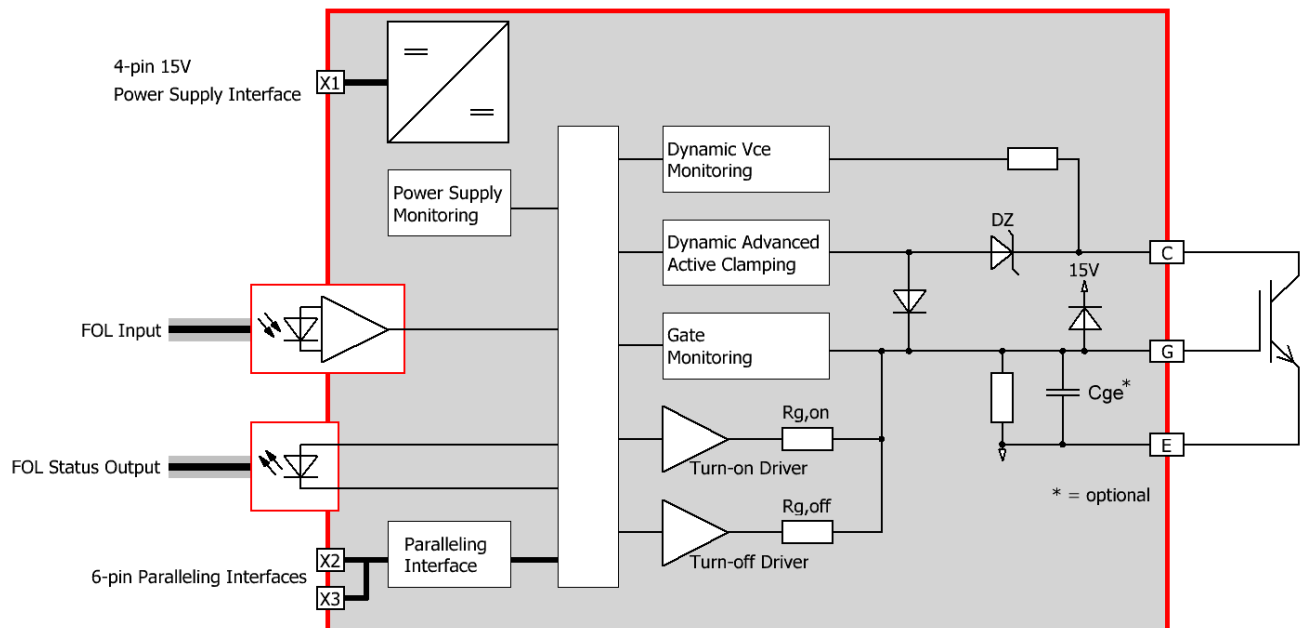 4-pin 15V
Power Supply Interface
X1
Power Supply
Monitoring
Dynamic Vce
Monitoring
Dynamic Advanced
Active Clamping
DZ
C
15V
FOL Input
Gate
Monitoring
G
Cge*
Rg,on
Turn-on Driver
E
FOL Status Output
* = optional
Rg,off
Turn-off Driver
Paralleling
Interface
X2
6-pin Paralleling Interfaces
X3